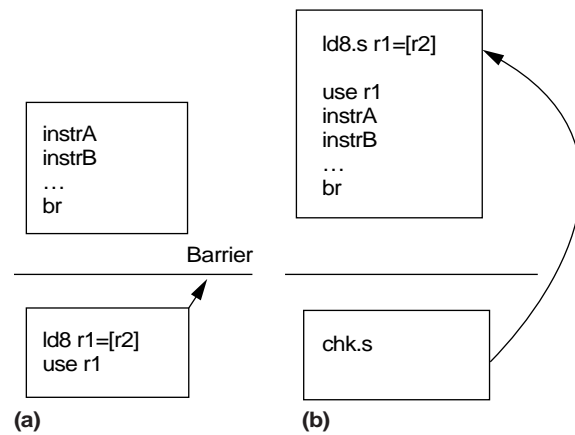 instrA
instrB
…
br
Barrier
ld8 r1=[r2]
use r1
(a)
ld8.s r1=[r2]
use r1
instrA
instrB
…
br
chk.s
(b)